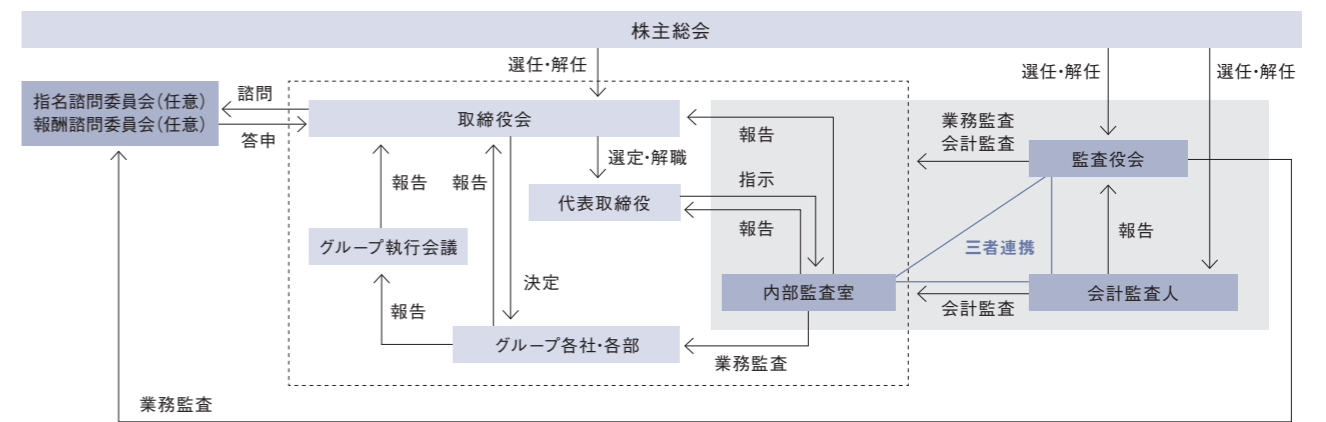 株主総会
選任・解任
選任・解任
選任・解任
指名諮問委員会(任意)
報酬諮問委員会(任意)
諮問
答申
取締役会
報告
業務監査
会計監査
監査役会
選定・解職
報告
報告
指示
代表取締役
報告
報告
グループ執行会議
三者連携
決定
内部監査室
会計監査人
会計監査
報告
グループ各社・各部
業務監査
業務監査